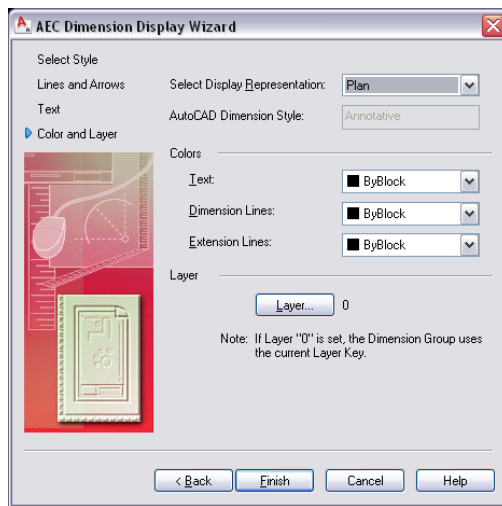 AEC Dimension Display Wizard
Select Style
Lines and Arrows
Text
Color and Layer
Select Display Representation: Plan
AutoCAD Dimension Style: Annotative
Colors
Text: ByBlock
Dimension Lines: ByBlock
Extension Lines: ByBlock
Layer
Layer... 0
Note: If Layer "0" is set, the Dimension Group uses
the current Layer Key.
< Back Finish Cancel Help